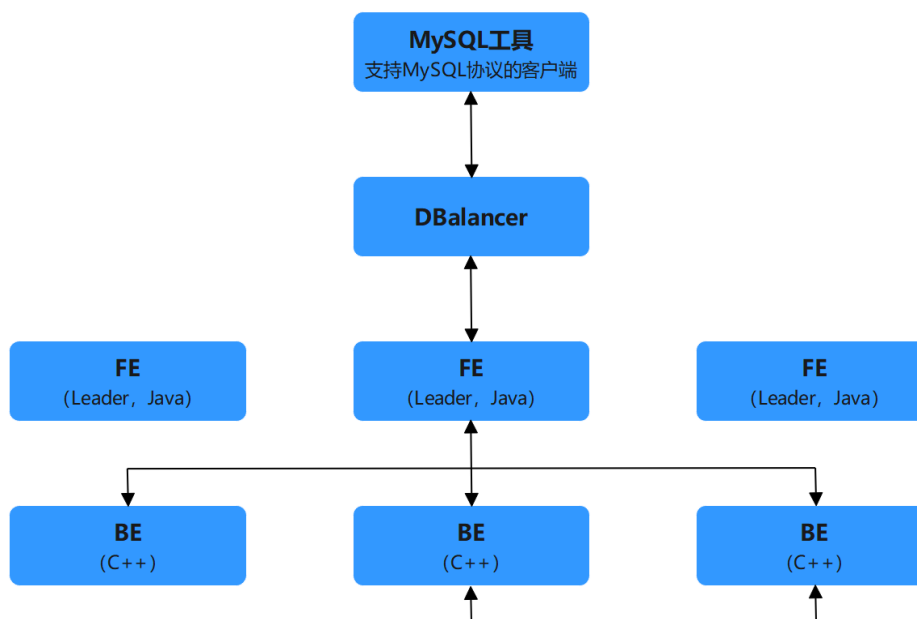 MySQL工具
支持MySQL协议的客户端
DBalancer
FE
（Leader，Java）
FE
（Leader，Java）
FE
（Leader，Java）
BE
（C++）
BE
（C++）
BE
（C++）